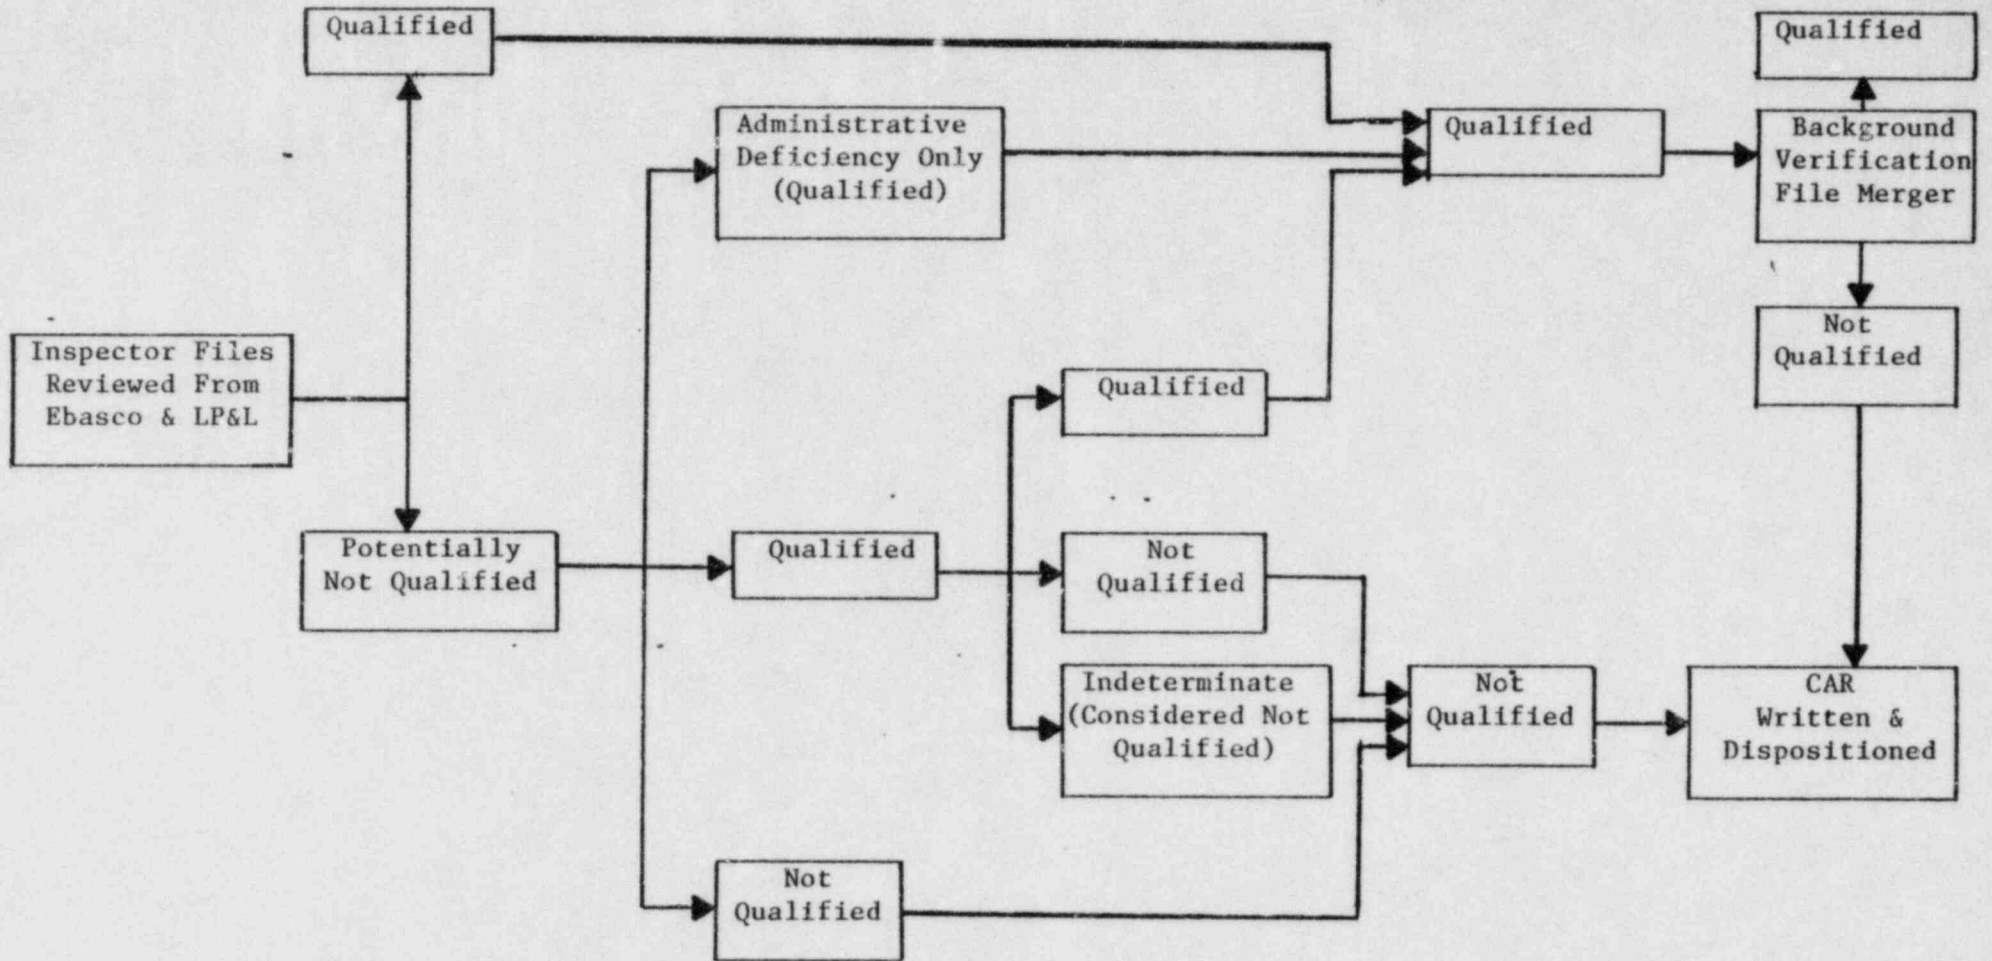 Qualified
Qualified
Administrative
Deficiency Only
(Qualified)
Qualified
Background
Verification
File Merger
Inspector Files
Reviewed From
Ebasco & LP&L
Qualified
Not
Qualified
Potentially
Not Qualified
Qualified
Not
Qualified
Indeterminate
(Considered Not
Qualified)
Not
Qualified
CAR
Written &
Dispositioned
Not
Qualified